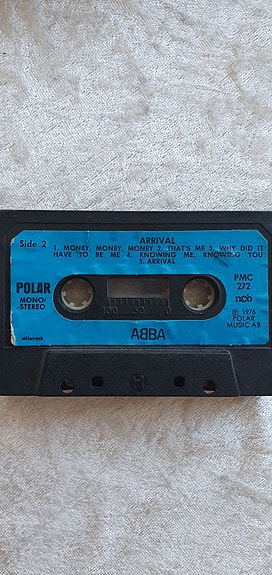 ARRIVAL
Side 2
1. MONEY, MONEY, MONEY 2. THAT'S ME 3. WHY DID IT
HAVE TO BE ME 4. KNOWING ME, KNOWING YOU
5. ARRIVAL
POLAR
MONO/
STEREO
PMC
272
ncb
100 50
℗ 1976
POLAR
MUSIC AB
ABBA